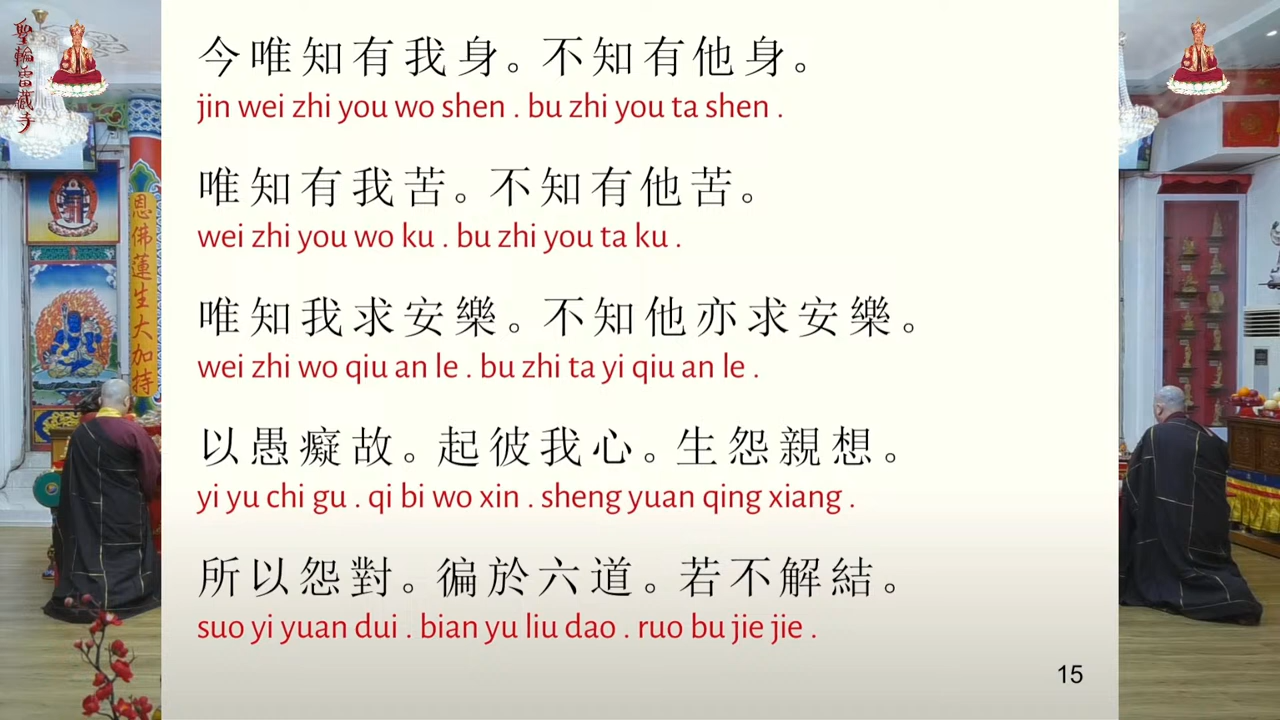 聖輪雷藏寺
恩佛蓮生大加持
今唯知有我身。不知有他身。
jin wei zhi you wo shen . bu zhi you ta shen .
唯知有我苦。不知有他苦。
wei zhi you wo ku . bu zhi you ta ku .
唯知我求安樂。不知他亦求安樂。
wei zhi wo qiu an le . bu zhi ta yi qiu an le .
以愚癡故。起彼我心。生怨親想。
yi yu chi gu . qi bi wo xin . sheng yuan qing xiang .
所以怨對。徧於六道。若不解結。
suo yi yuan dui . bian yu liu dao . ruo bu jie jie .
15